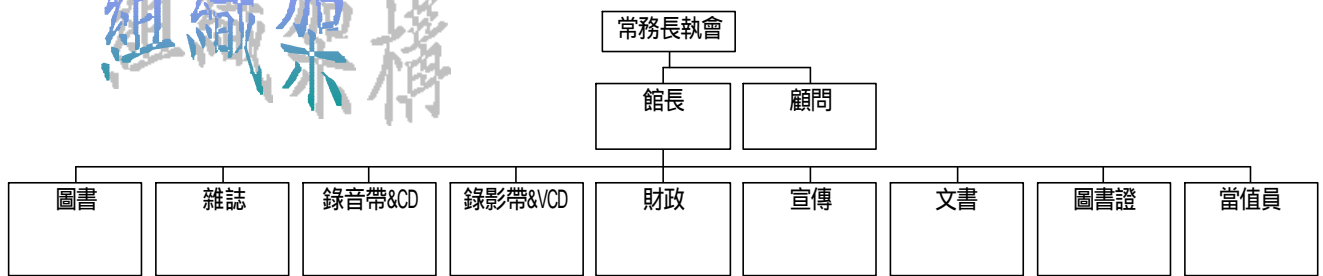 組織架構
常務長執會
館長
顧問
圖書
雜誌
錄音帶&CD
錄影帶&VCD
財政
宣傳
文書
圖書證
當值員